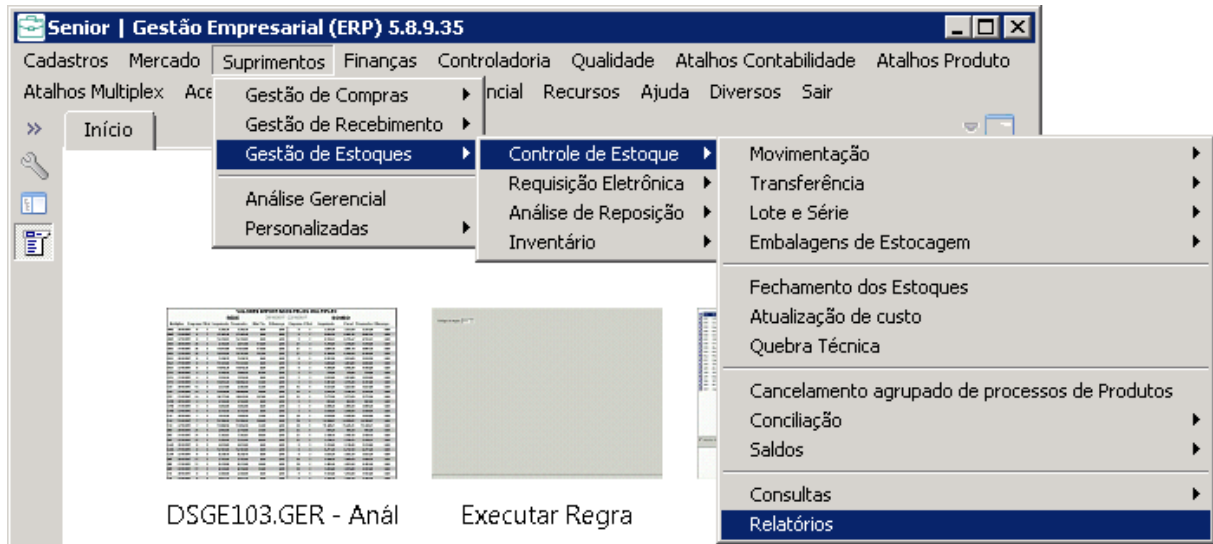 Senior | Gestão Empresarial (ERP) 5.8.9.35
Cadastros Mercado Suprimentos Finanças Controladoria Qualidade Atalhos Contabilidade Atalhos Produto
Atalhos Multiplex Ace ncial Recursos Ajuda Diversos Sair
Início
Gestão de Compras
Gestão de Recebimento
Gestão de Estoques
Análise Gerencial
Personalizadas
Controle de Estoque
Requisição Eletrônica
Análise de Reposição
Inventário
Movimentação
Transferência
Lote e Série
Embalagens de Estocagem
Fechamento dos Estoques
Atualização de custo
Quebra Técnica
Cancelamento agrupado de processos de Produtos
Conciliação
Saldos
Consultas
Relatórios
DSGE103.GER - Anál
Executar Regra